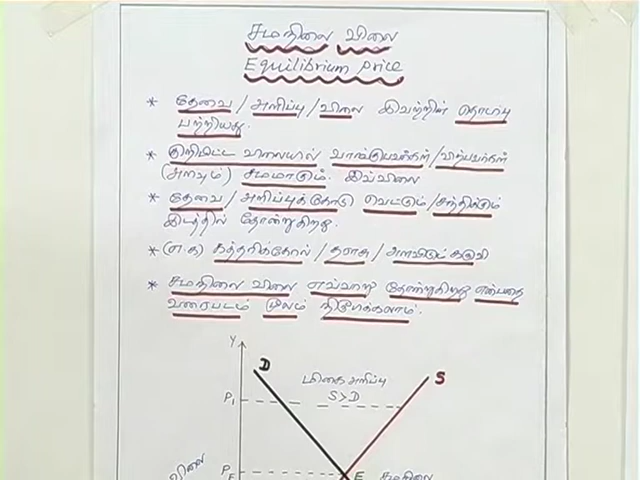 சமநிலை விலை
Equilibrium price
* தேவை / அளிப்பு / விலை இவற்றின் தொடர்பு
பற்றியது.
* குறிப்பிட்ட விலையில் வாங்குபவர்கள் / விற்பவர்கள்
(அளவும்) சமமாகும். இவ்விலை
* தேவை / அளிப்புக்கோடு வெட்டும் / சந்திக்கும்
இடத்தில் தோன்றுகிறது.
* (எ.கா) கத்தரிக்கோல் / தராசு / அளவிடும் கருவி
* சமநிலை விலை எவ்வாறு தோன்றுகிறது என்பதை
வரைபடம் மூலம் நிரூபிக்கலாம்.
Y
D
மிகை அளிப்பு
S
P1
S>D
விலை
PE
E
சமநிலை